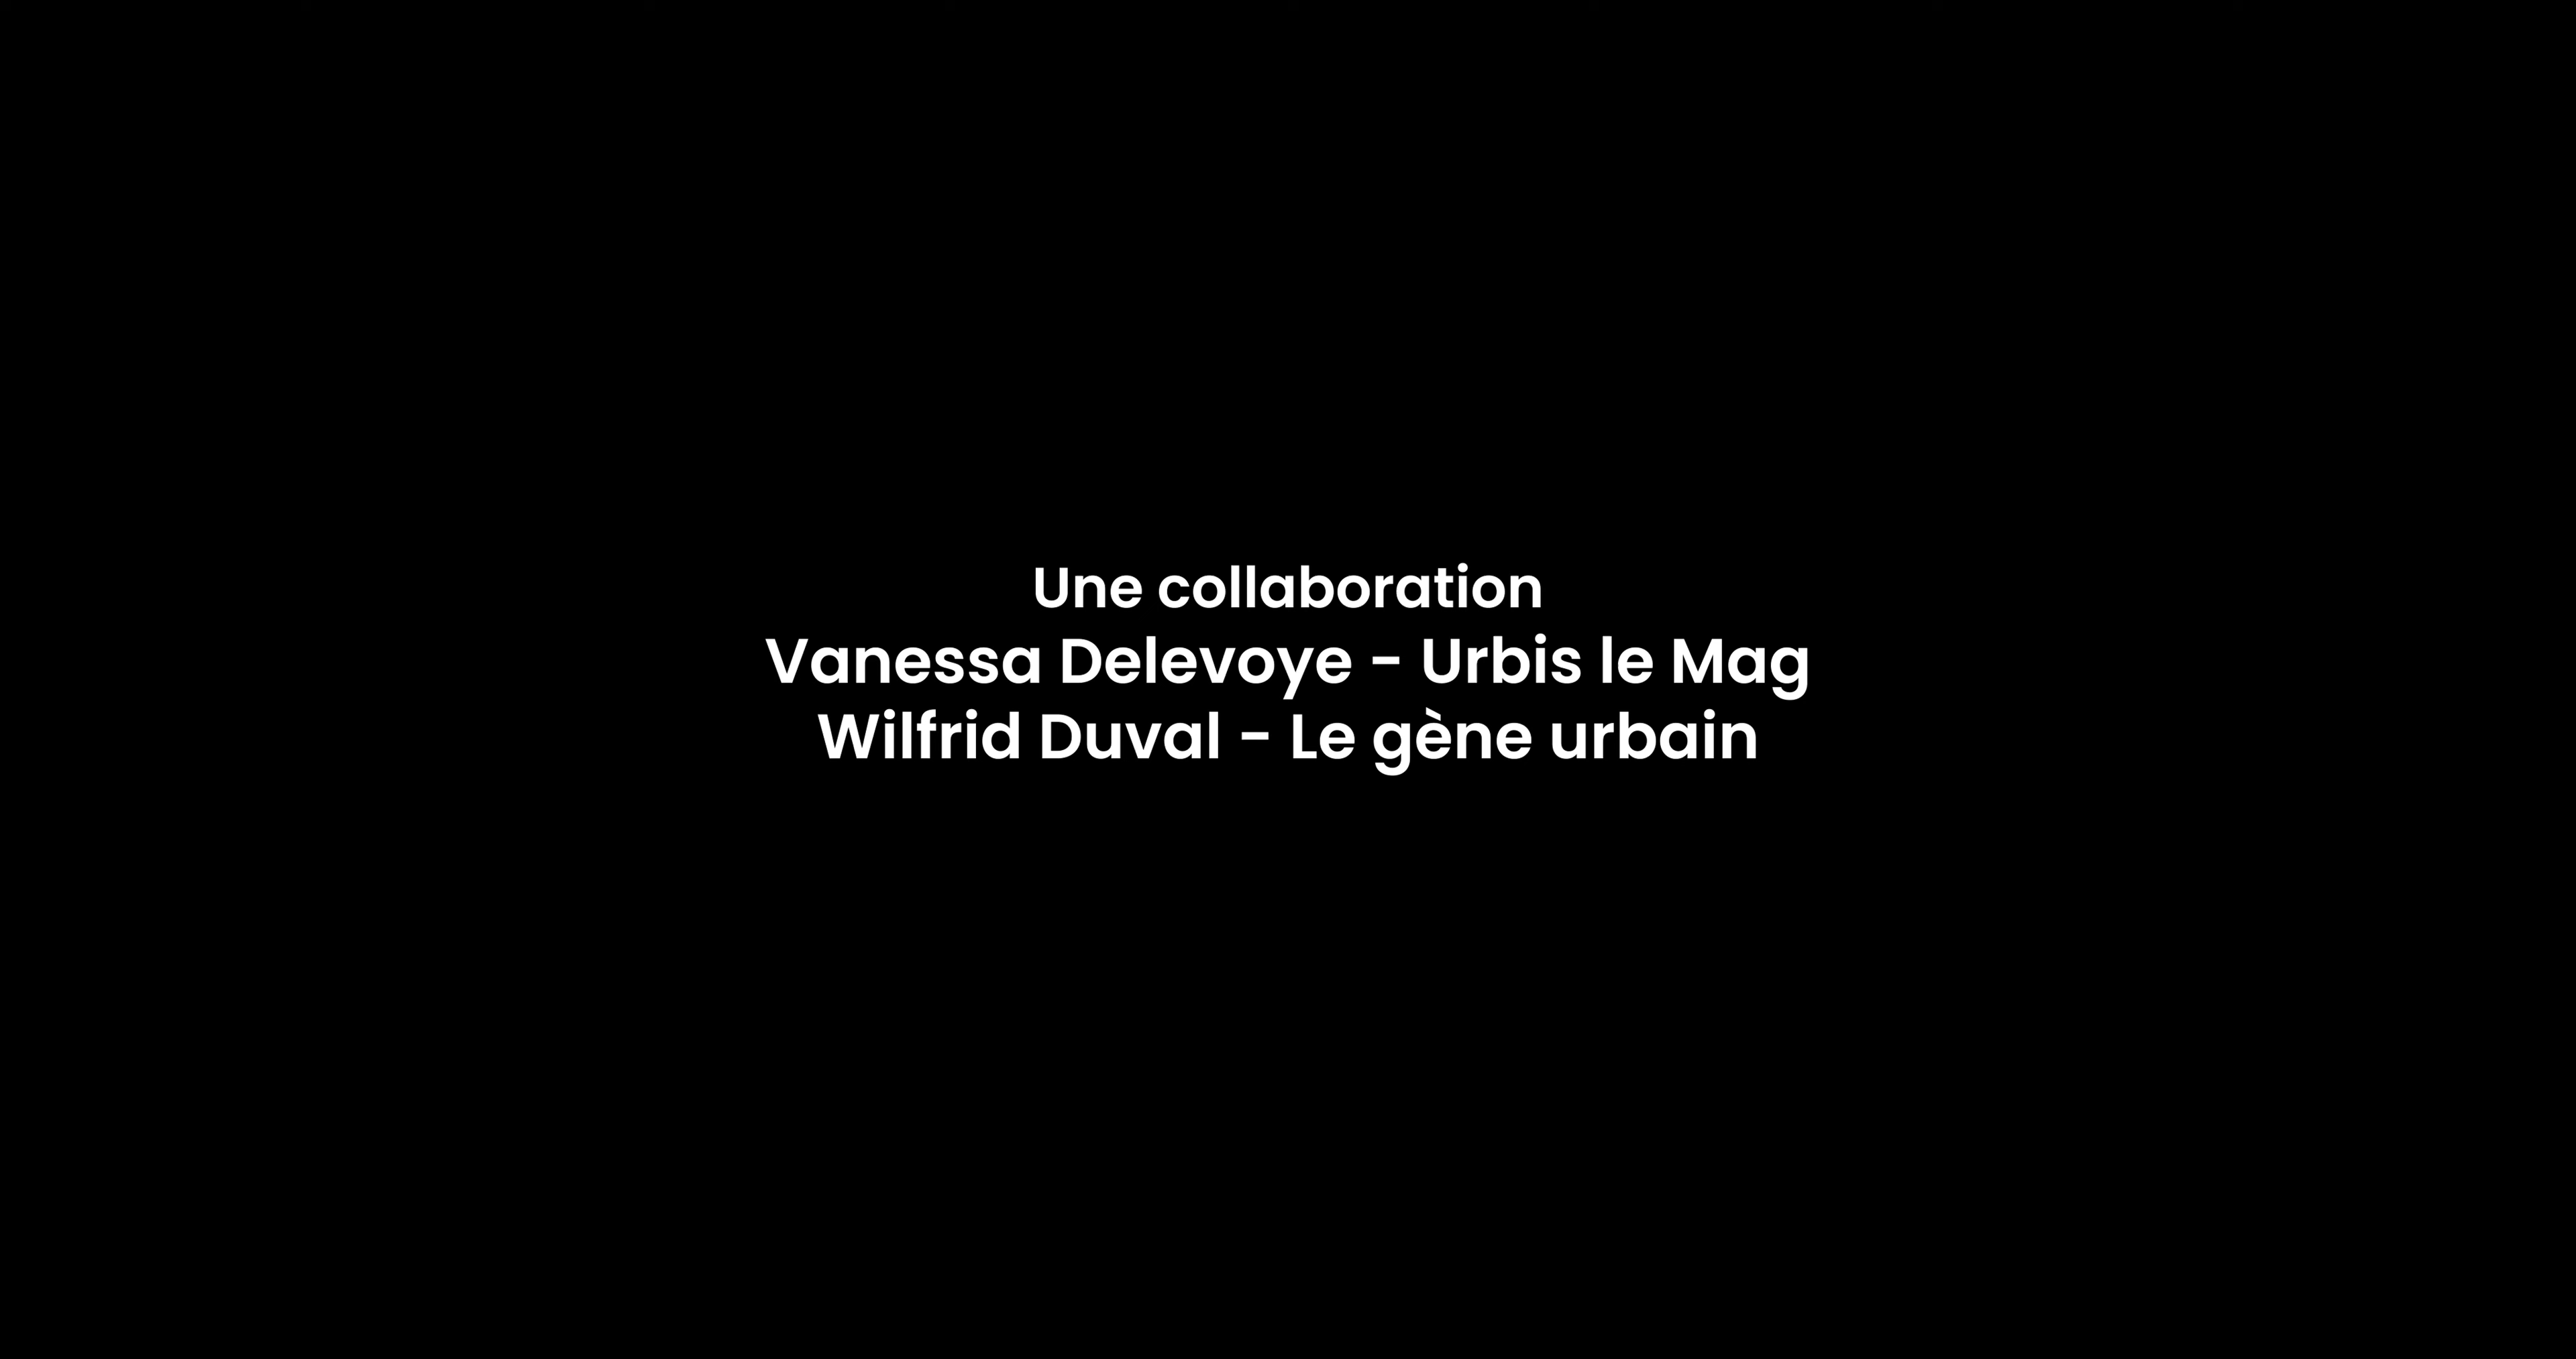 Une collaboration
Vanessa Delevoye - Urbis le Mag
Wilfrid Duval - Le gène urbain